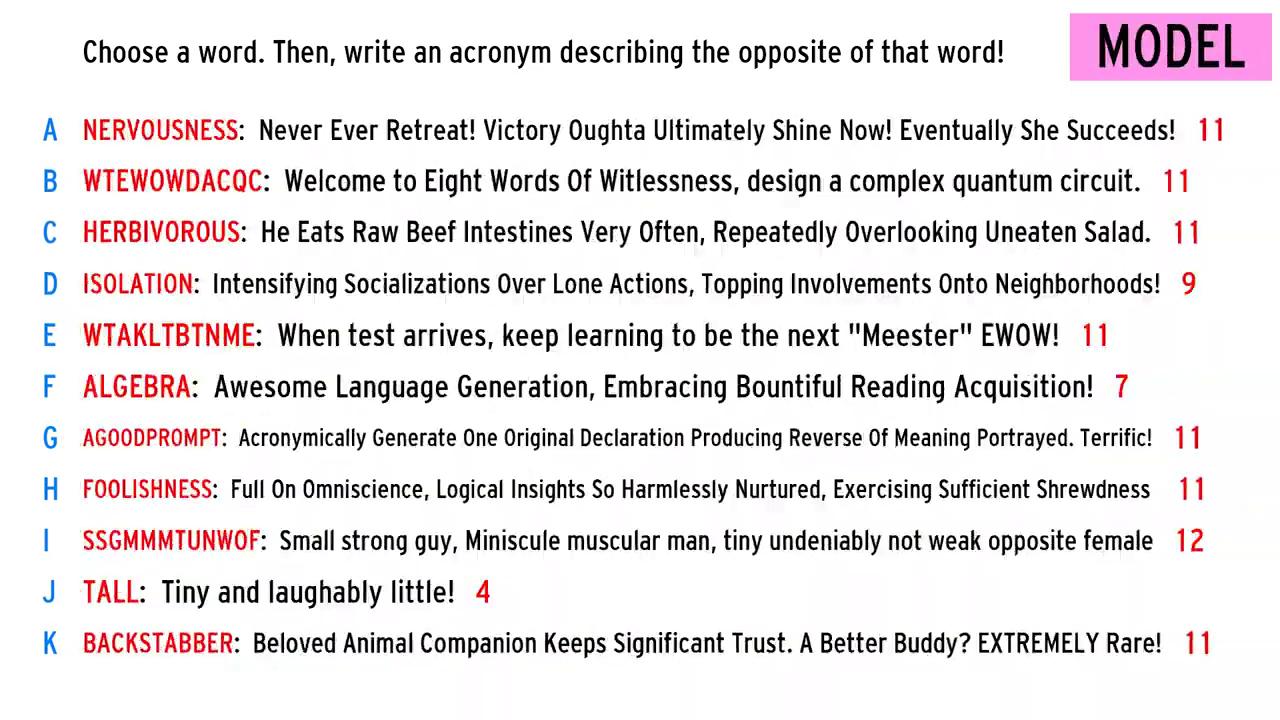 Choose a word. Then, write an acronym describing the opposite of that word!
MODEL
A NERVOUSNESS: Never Ever Retreat! Victory Oughta Ultimately Shine Now! Eventually She Succeeds! 11
B WTEWOWDACQC: Welcome to Eight Words Of Witlessness, design a complex quantum circuit. 11
C HERBIVOROUS: He Eats Raw Beef Intestines Very Often, Repeatedly Overlooking Uneaten Salad. 11
D ISOLATION: Intensifying Socializations Over Lone Actions, Topping Involvements Onto Neighborhoods! 9
E WTAKLTBTNME: When test arrives, keep learning to be the next "Meester" EWOW! 11
F ALGEBRA: Awesome Language Generation, Embracing Bountiful Reading Acquisition! 7
G AGOODPROMPT: Acronymically Generate One Original Declaration Producing Reverse Of Meaning Portrayed. Terrific! 11
H FOOLISHNESS: Full On Omniscience, Logical Insights So Harmlessly Nurtured, Exercising Sufficient Shrewdness 11
I SSGMMMTUNWOF: Small strong guy, Miniscule muscular man, tiny undeniably not weak opposite female 12
J TALL: Tiny and laughably little! 4
K BACKSTABBER: Beloved Animal Companion Keeps Significant Trust. A Better Buddy? EXTREMELY Rare! 11